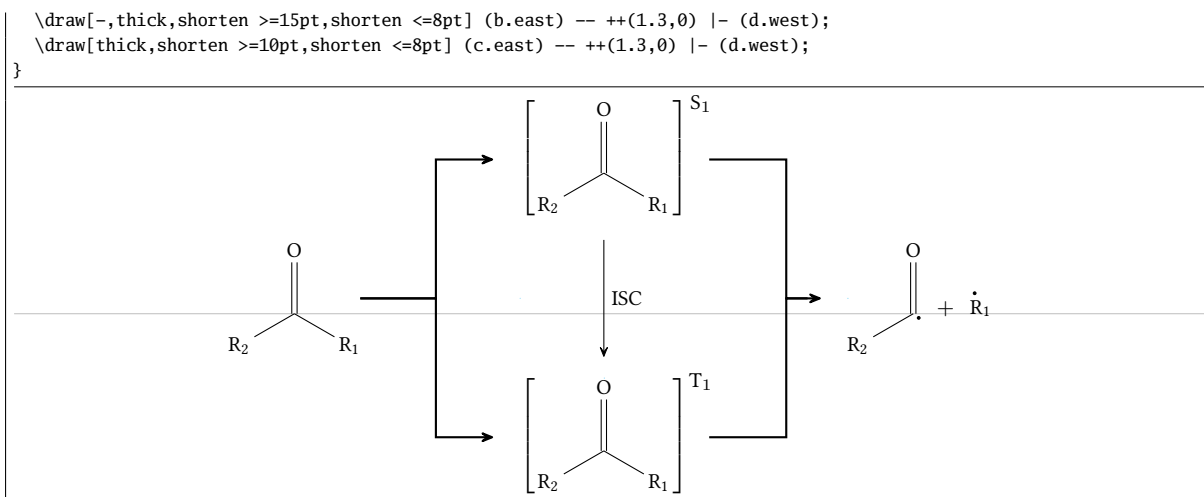 \draw[-,thick,shorten >=15pt,shorten <=8pt] (b.east) -- ++(1.3,0) |- (d.west);
\draw[thick,shorten >=10pt,shorten <=8pt] (c.east) -- ++(1.3,0) |- (d.west);
}
O
S1
R2
R1
O
R2
R1
ISC
O
R2
+
Ṙ1
O
T1
R2
R1